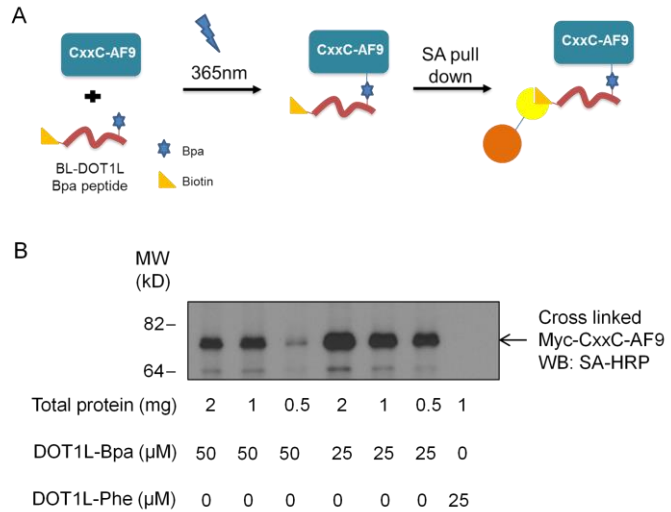 A
CxxC-AF9
365nm
CxxC-AF9
SA pull
down
CxxC-AF9
BL-DOT1L
Bpa peptide
Bpa
Biotin
B
MW
(kD)
82–
64–
Cross linked
Myc-CxxC-AF9
WB: SA-HRP
Total protein (mg) 2 1 0.5 2 1 0.5 1
DOT1L-Bpa (µM) 50 50 50 25 25 25 0
DOT1L-Phe (µM) 0 0 0 0 0 0 25